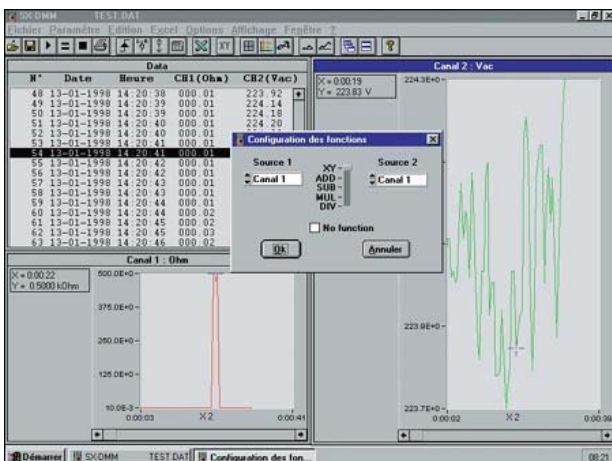 SX-DMM TEST.DAT
Fichier Paramètre Edition Excel Options Affichage Fenêtre ?
XY
Data
N° Date Heure CH1(Ohm) CH2(Vac)
48 13-01-1998 14:20:38 000.01 223.92
49 13-01-1998 14:20:39 000.01 224.14
50 13-01-1998 14:20:39 000.01 224.18
51 13-01-1998 14:20:40 000.01 224.20
52 13-01-1998 14:20:40 000.01
53 13-01-1998 14:20:41 000.01
54 13-01-1998 14:20:41 000.01
55 13-01-1998 14:20:42 000.01
56 13-01-1998 14:20:42 000.01
57 13-01-1998 14:20:43 000.01
58 13-01-1998 14:20:43 000.01
59 13-01-1998 14:20:44 000.01
60 13-01-1998 14:20:44 000.02
61 13-01-1998 14:20:45 000.02
62 13-01-1998 14:20:45 000.03
63 13-01-1998 14:20:46 000.02
Canal 2 : Vac
X = 0:00:19
Y = 223.83 V
224.3E+0
223.9E+0
223.7E+0
0:00:02 X 2 0:00:39
Configuration des fonctions
Source 1
Canal 1
XY
ADD
SUB
MUL
DIV
Source 2
Canal 1
No function
Ok
Annuler
Canal 1 : Ohm
X = 0:00:22
Y = 0.5000 kOhm
500.0E+0
375.0E+0
250.0E+0
125.0E+0
10.0E-3
0:00:03 X 2 0:00:41
Démarrer SX-DMM TEST.DAT Configuration des fon... 08:21